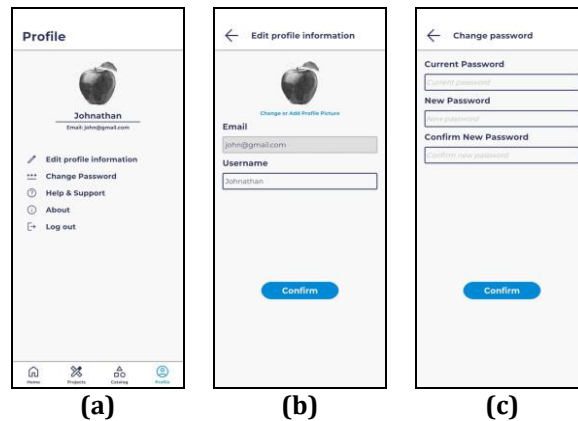 Profile
Johnathan
Email: john@gmail.com
Edit profile information
Change Password
Help & Support
About
Log out
Home
Projects
Catalog
Profile
(a)
Edit profile information
Change or Add Profile Picture
Email
john@gmail.com
Username
Johnathan
Confirm
(b)
Change password
Current Password
Current password
New Password
New password
Confirm New Password
Confirm new password
Confirm
(c)